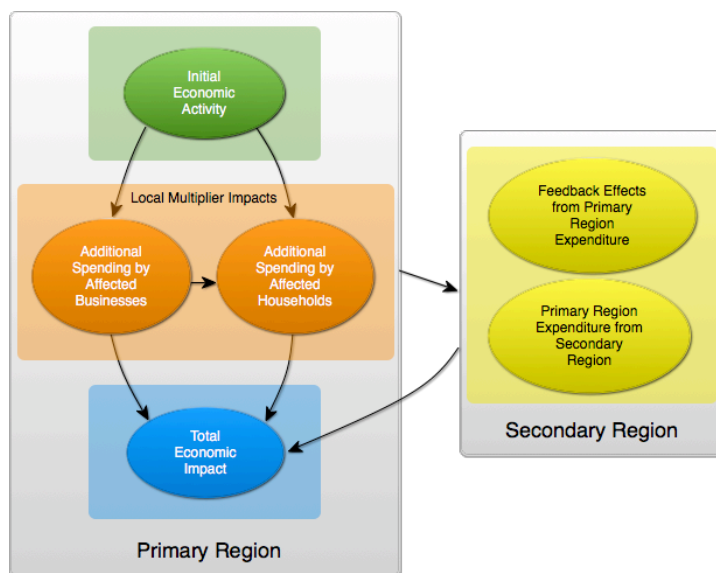 Initial
Economic
Activity
Local Multiplier Impacts
Additional
Spending by
Affected
Businesses
Additional
Spending by
Affected
Households
Total
Economic
Impact
Primary Region
Feedback Effects
from Primary
Region
Expenditure
Primary Region
Expenditure from
Secondary
Region
Secondary Region